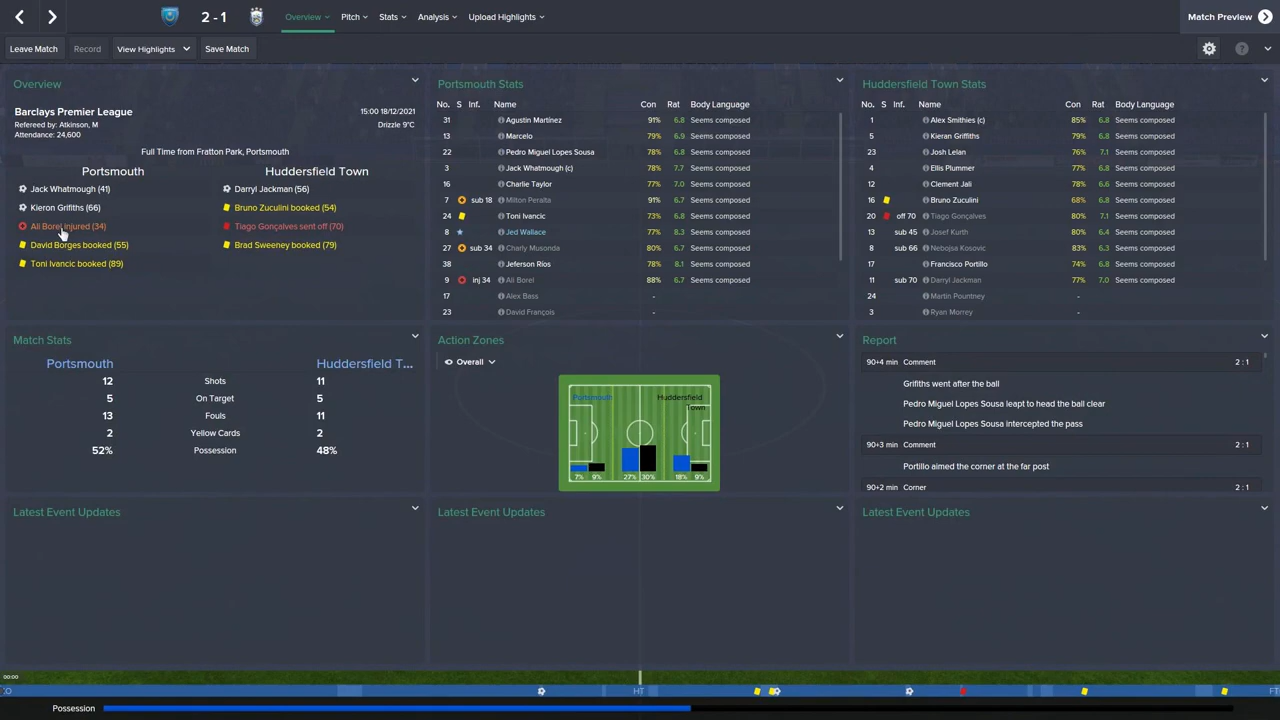 2 - 1
Overview
Pitch
Stats
Analysis
Upload Highlights
Match Preview
Leave Match
Record
View Highlights
Save Match
Overview
Barclays Premier League
15:00 18/12/2021
Refereed by: Atkinson, M
Drizzle 9°C
Attendance: 24,600
Full Time from Fratton Park, Portsmouth
Portsmouth
Huddersfield Town
Jack Whatmough (41)
Darryl Jackman (56)
Kieron Grifiths (66)
Bruno Zuculini booked (54)
Ali Borel injured (34)
Tiago Gonçalves sent off (70)
David Borges booked (55)
Brad Sweeney booked (79)
Toni Ivancic booked (89)
Portsmouth Stats
No. S Inf. Name Con Rat Body Language
31 Agustín Martínez 91% 6.8 Seems composed
13 Marcelo 79% 6.9 Seems composed
22 Pedro Miguel Lopes Sousa 78% 6.8 Seems composed
3 Jack Whatmough (c) 78% 7.7 Seems composed
16 Charlie Taylor 77% 7.0 Seems composed
7 sub 18 Milton Peralta 91% 6.7 Seems composed
24 Toni Ivancic 73% 6.8 Seems composed
8 Jed Wallace 77% 8.3 Seems composed
27 sub 34 Charly Musonda 80% 6.7 Seems composed
38 Jeferson Ríos 78% 8.1 Seems composed
9 inj 34 Ali Borel 88% 6.7 Seems composed
17 Alex Bass -
23 David François -
Huddersfield Town Stats
No. S Inf. Name Con Rat Body Language
1 Alex Smithies (c) 85% 6.8 Seems composed
5 Kieran Griffiths 82% 6.8 Seems composed
23 Josh Lelan 76% 7.1 Seems composed
4 Ellis Plummer 77% 6.8 Seems composed
12 Clement Jali 78% 6.6 Seems composed
16 Bruno Zuculini 68% 6.8 Seems composed
20 off 70 Tiago Gonçalves 80% 7.1 Seems composed
13 sub 45 Josef Kurth 80% 6.4 Seems composed
8 sub 66 Nebojsa Kosovic 83% 6.3 Seems composed
17 Francisco Portillo 74% 6.8 Seems composed
11 sub 70 Darryl Jackman 77% 7.0 Seems composed
24 Martin Pountney -
3 Ryan Morrey -
Match Stats
Portsmouth
Huddersfield T...
12 Shots 11
5 On Target 5
13 Fouls 11
2 Yellow Cards 2
52% Possession 48%
Action Zones
Overall
Portsmouth
Huddersfield Town
7% 9% 27% 30% 18% 9%
Report
90+4 min Comment 2 : 1
Grifiths went after the ball
Pedro Miguel Lopes Sousa leapt to head the ball clear
Pedro Miguel Lopes Sousa intercepted the pass
90+3 min Comment 2 : 1
Portillo aimed the corner at the far post
90+2 min Corner 2 : 1
Latest Event Updates
Latest Event Updates
Latest Event Updates
00:00
HT
FT
Possession